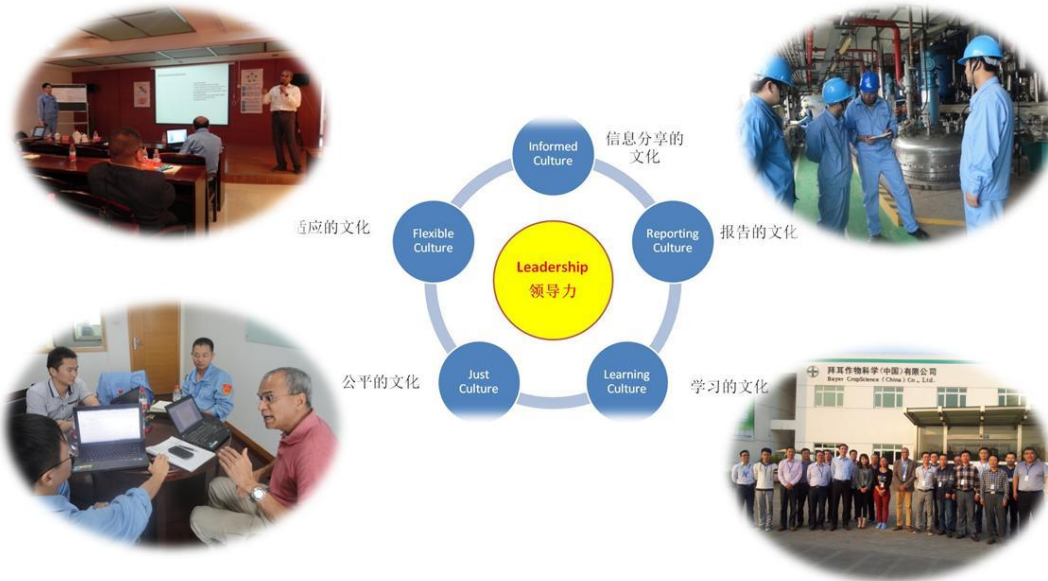 Informed
Culture
信息分享的
文化
Flexible
Culture
适应的文化
Reporting
Culture
报告的文化
Leadership
领导力
Just
Culture
公平的文化
Learning
Culture
学习的文化
拜耳作物科学(中国)有限公司
Bayer CropScience (China) Co., Ltd.